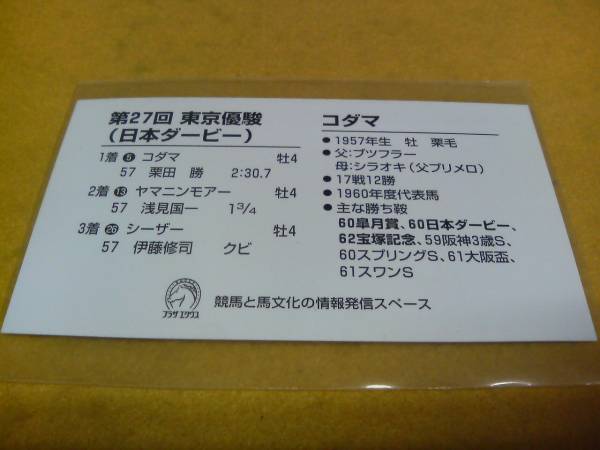 第27回 東京優駿
(日本ダービー)
1着 ❺ コダマ 牡4
57 栗田 勝 2:30.7
2着 ⓭ ヤマニンモアー 牡4
57 浅見国一 1 3/4
3着 ㉖ シーザー 牡4
57 伊藤修司 クビ
コダマ
● 1957年生 牡 栗毛
● 父:ブツフラー
母:シラオキ(父プリメロ)
● 17戦12勝
● 1960年度代表馬
● 主な勝ち鞍
60皐月賞、60日本ダービー、
62宝塚記念、59阪神3歳S、
60スプリングS、61大阪盃、
61スワンS
プラザエクウス
競馬と馬文化の情報発信スペース